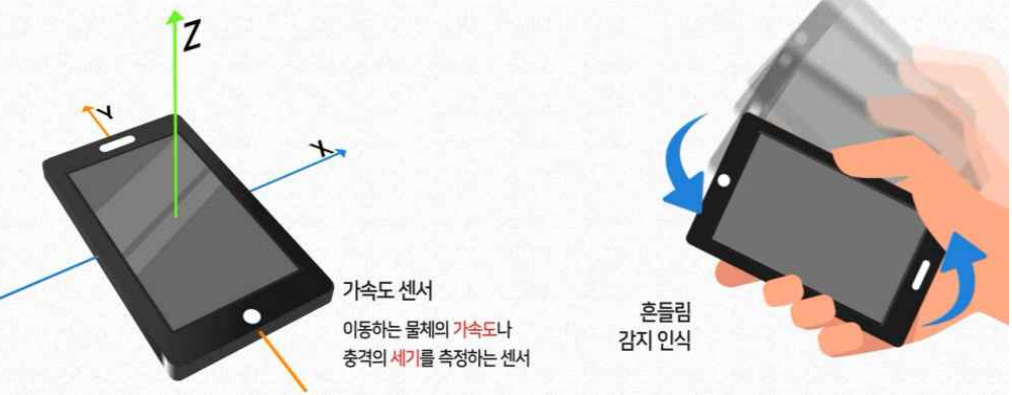 Z
Y
X
가속도 센서
이동하는 물체의 가속도나
충격의 세기를 측정하는 센서
흔들림
감지 인식